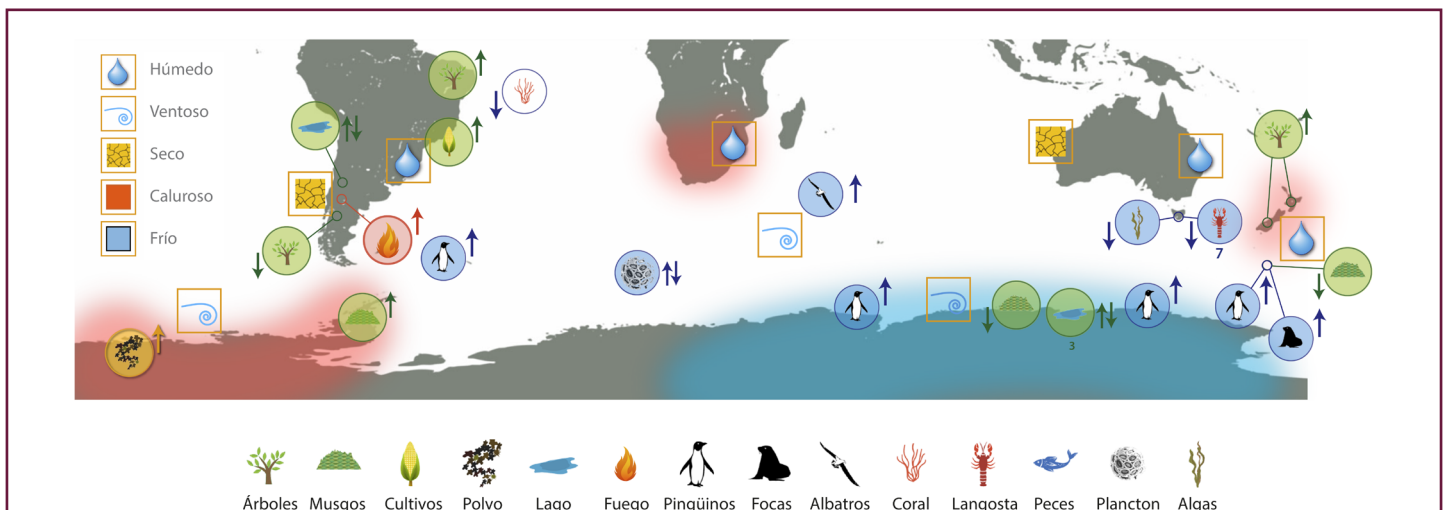 Húmedo
Ventoso
Seco
Caluroso
Frío
7
3
Árboles Musgos Cultivos Polvo Lago Fuego Pingüinos Focas Albatros Coral Langosta Peces Plancton Algas